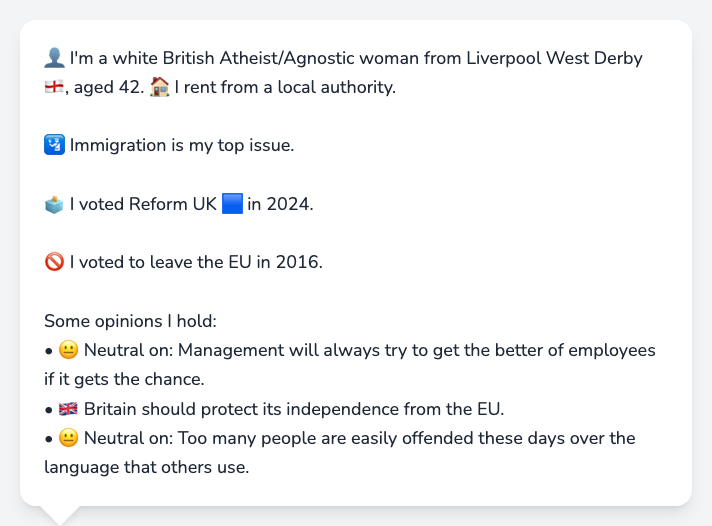 👤 I'm a white British Atheist/Agnostic woman from Liverpool West Derby
🏴󠁧󠁢󠁥󠁮󠁧󠁿, aged 42. 🏠 I rent from a local authority.
🛂 Immigration is my top issue.
🗳️ I voted Reform UK 🟦 in 2024.
🚫 I voted to leave the EU in 2016.
Some opinions I hold:
• 😐 Neutral on: Management will always try to get the better of employees
if it gets the chance.
• 🇬🇧 Britain should protect its independence from the EU.
• 😐 Neutral on: Too many people are easily offended these days over the
language that others use.